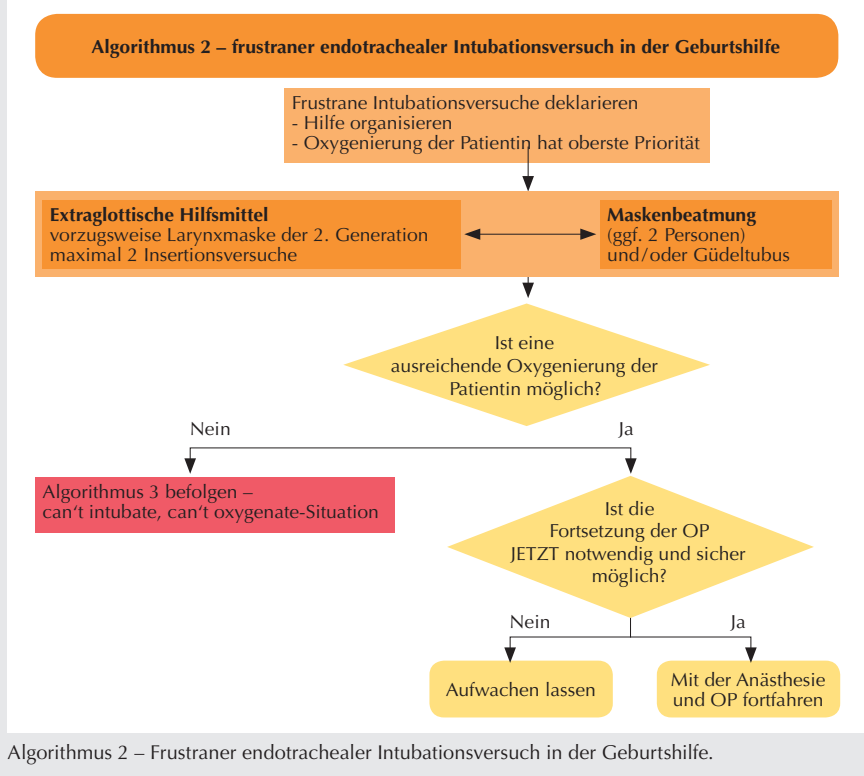 Algorithmus 2 – frustraner endotrachealer Intubationsversuch in der Geburtshilfe
Frustrane Intubationsversuche deklarieren
- Hilfe organisieren
- Oxygenierung der Patientin hat oberste Priorität
Extraglottische Hilfsmittel
vorzugsweise Larynxmaske der 2. Generation
maximal 2 Insertionsversuche
Maskenbeatmung
(ggf. 2 Personen)
und/oder Güdeltubus
Ist eine
ausreichende Oxygenierung der
Patientin möglich?
Nein
Ja
Algorithmus 3 befolgen –
can‘t intubate, can‘t oxygenate-Situation
Ist die
Fortsetzung der OP
JETZT notwendig und sicher
möglich?
Nein
Ja
Aufwachen lassen
Mit der Anästhesie
und OP fortfahren
Algorithmus 2 – Frustraner endotrachealer Intubationsversuch in der Geburtshilfe.